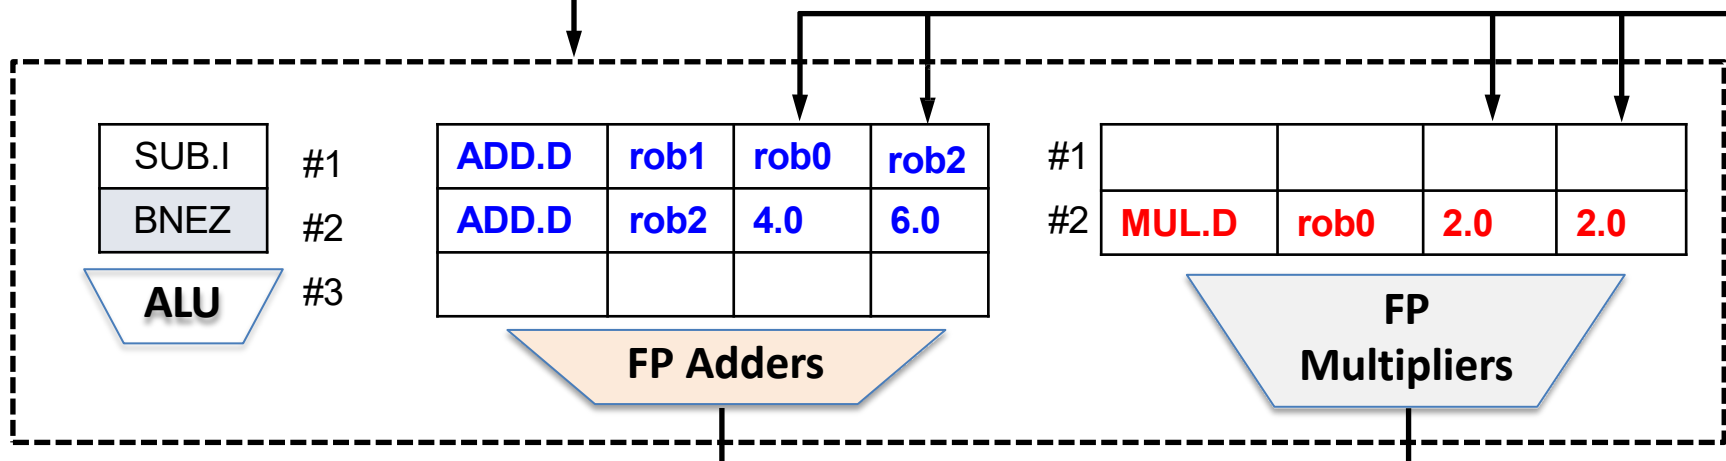 SUB.I #1 ADD.D rob1 rob0 rob2 #1
BNEZ #2 ADD.D rob2 4.0 6.0 #2 MUL.D rob0 2.0 2.0
ALU #3
FP Adders
FP
Multipliers